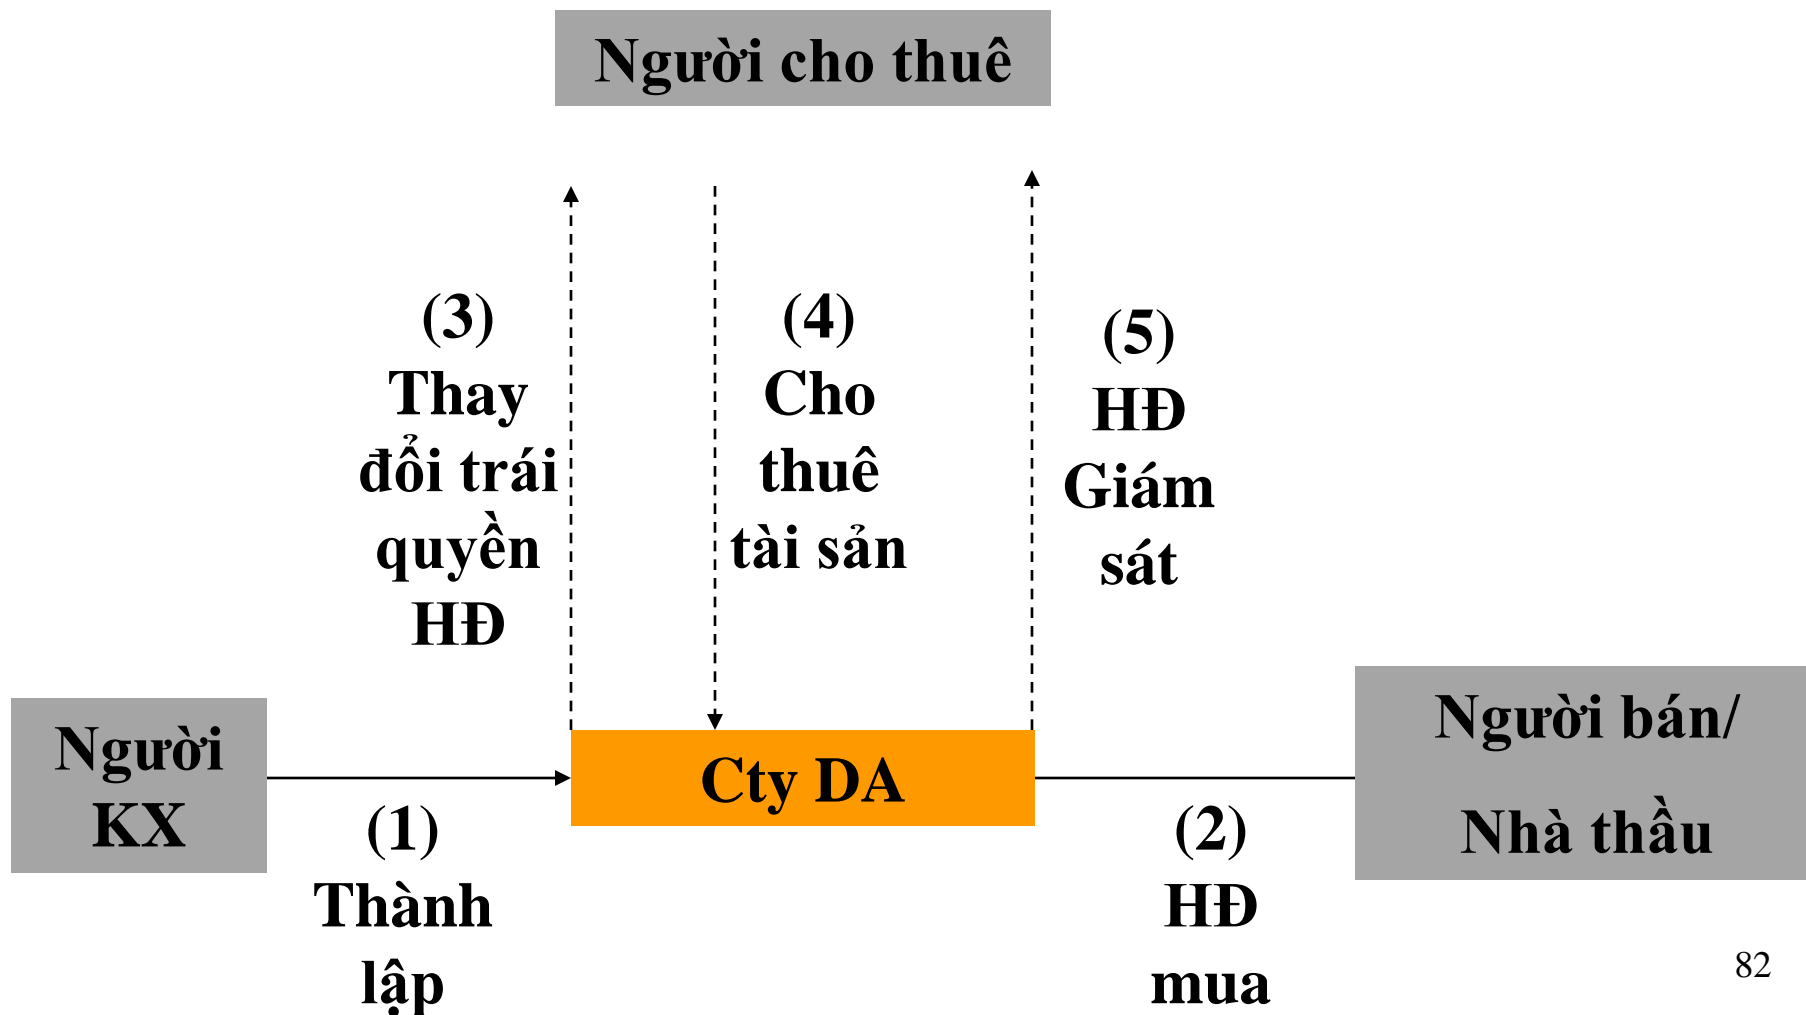 Người cho thuê
(3)
Thay
đổi trái
quyền
HĐ
(4)
Cho
thuê
tài sản
(5)
HĐ
Giám
sát
Người
KX
(1)
Thành
lập
Cty DA
(2)
HĐ
mua
Người bán/
Nhà thầu
82